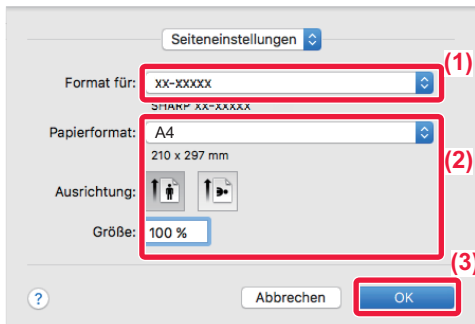 Seiteneinstellungen
(1)
Format für: xx-xxxxx
SHARP xx-xxxxx
Papierformat: A4
210 x 297 mm
(2)
Ausrichtung:
Größe: 100 %
(3)
? Abbrechen OK